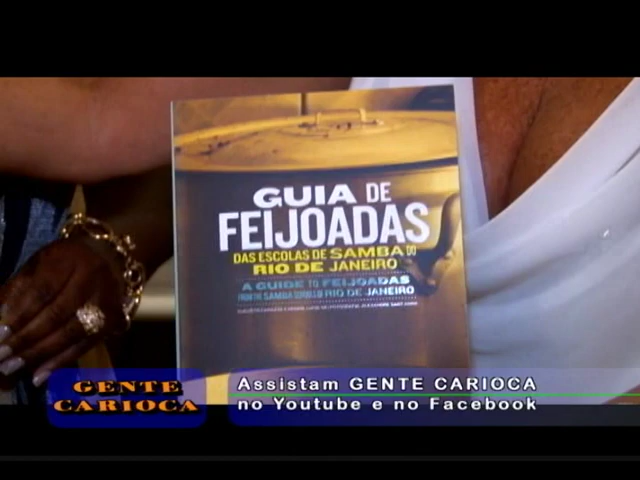 GUIA DE
FEIJOADAS
DAS ESCOLAS DE SAMBA DO
RIO DE JANEIRO
A GUIDE TO FEIJOADAS
FROM THE SAMBA SCHOOLS OF RIO DE JANEIRO
GENTE
CARIOCA
Assistam GENTE CARIOCA
no Youtube e no Facebook